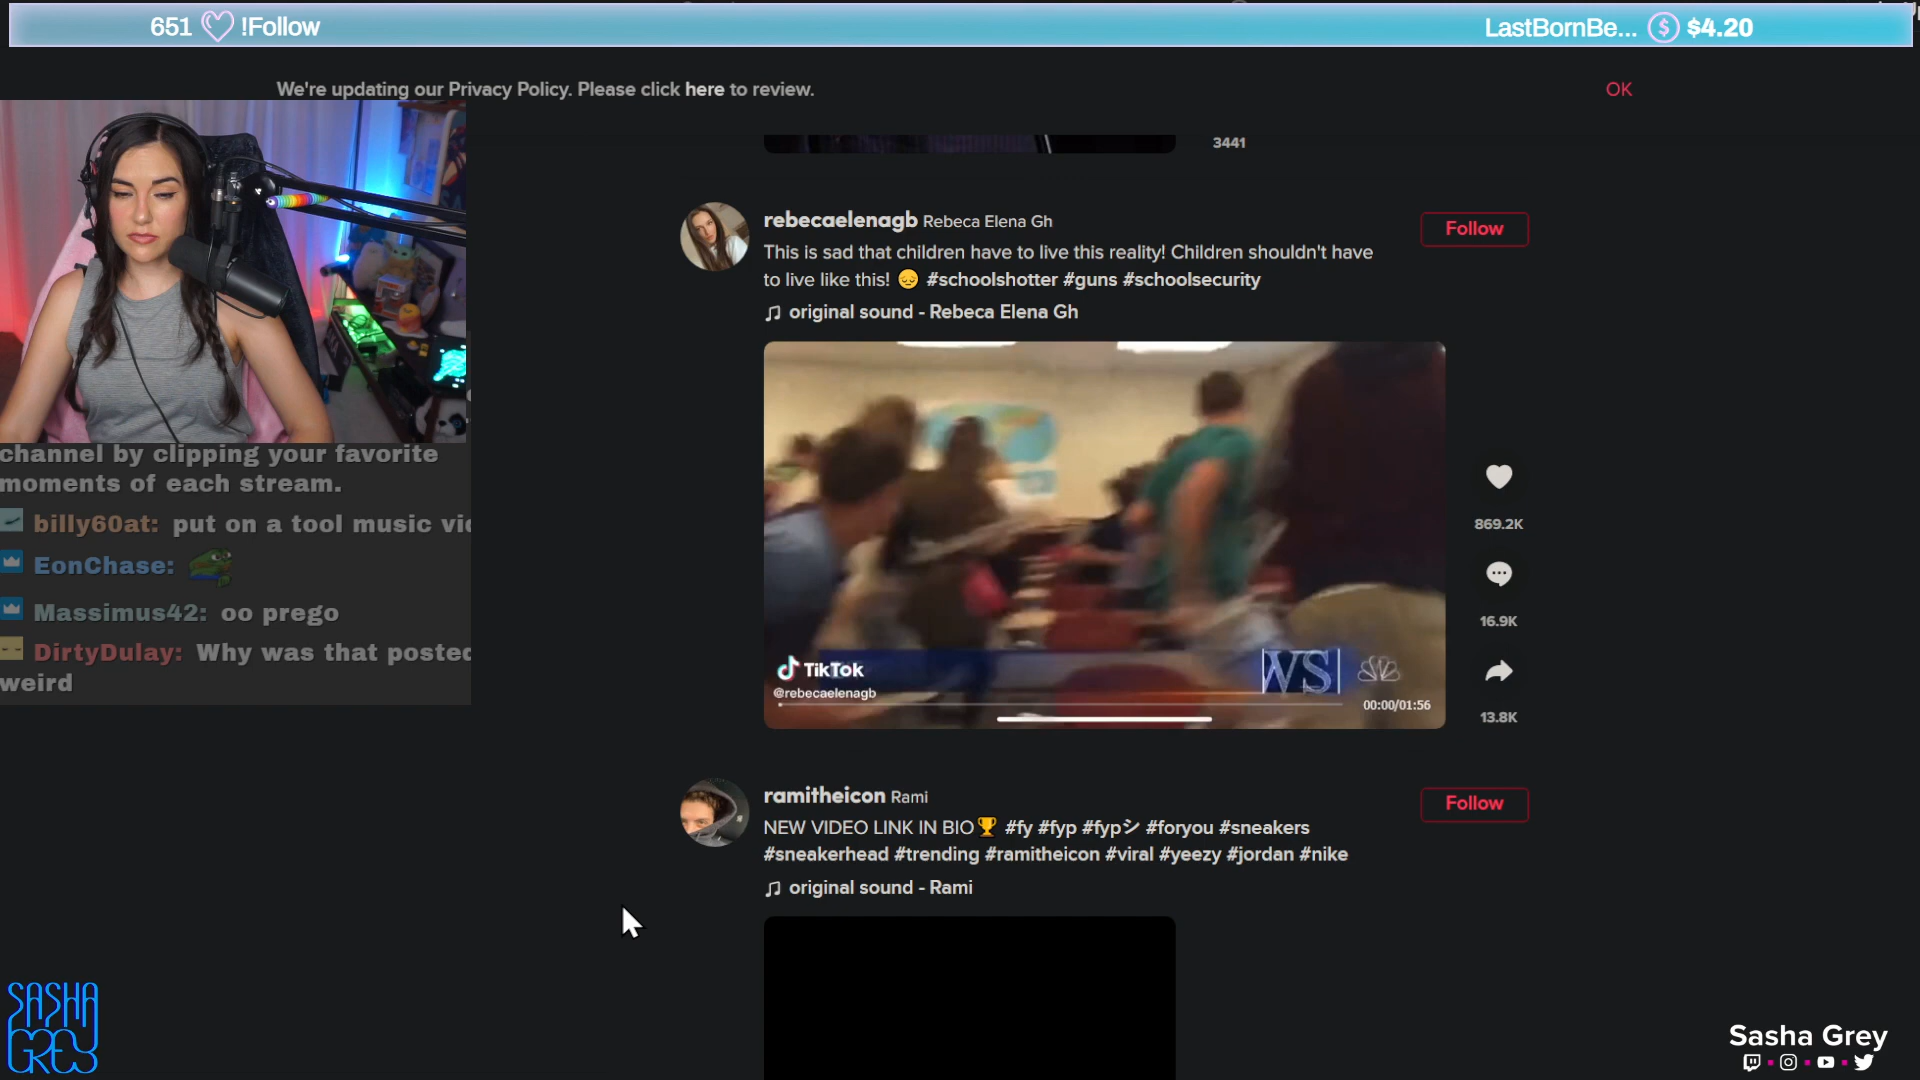 651 !Follow
LastBornBe... $ $4.20
We're updating our Privacy Policy. Please click here to review.
OK
3441
rebecaelenagb Rebeca Elena Gh
Follow
This is sad that children have to live this reality! Children shouldn't have
to live like this! 😔 #schoolshotter #guns #schoolsecurity
original sound - Rebeca Elena Gh
869.2K
16.9K
13.8K
TikTok
@rebecaelenagb
WS
00:00/01:56
channel by clipping your favorite
moments of each stream.
billy60at: put on a tool music
EonChase:
Massimus42: oo prego
DirtyDulay: Why was that posted
weird
ramitheicon Rami
Follow
NEW VIDEO LINK IN BIO🏆 #fy #fyp #fypシ #foryou #sneakers
#sneakerhead #trending #ramitheicon #viral #yeezy #jordan #nike
original sound - Rami
SASHA
GREY
Sasha Grey